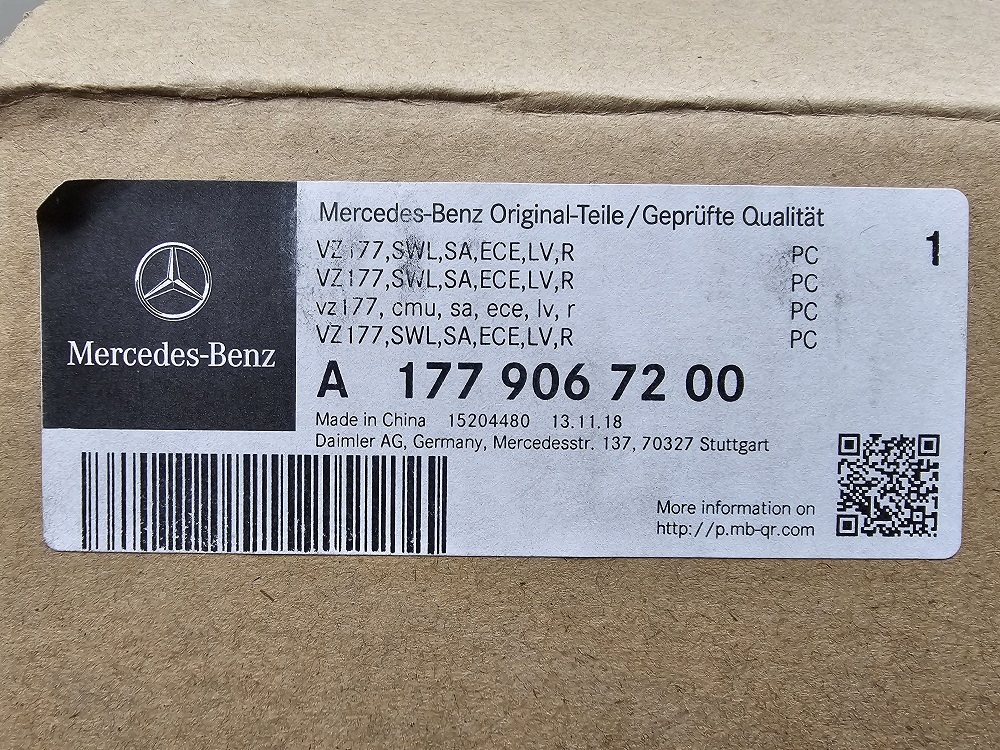 Mercedes-Benz
Mercedes-Benz Original-Teile/Geprüfte Qualität
VZ177,SWL,SA,ECE,LV,R PC 1
VZ177,SWL,SA,ECE,LV,R PC
vz177, cmu, sa, ece, lv, r PC
VZ177,SWL,SA,ECE,LV,R PC
A 177 906 72 00
Made in China 15204480 13.11.18
Daimler AG, Germany, Mercedesstr. 137, 70327 Stuttgart
More information on
http://p.mb-qr.com